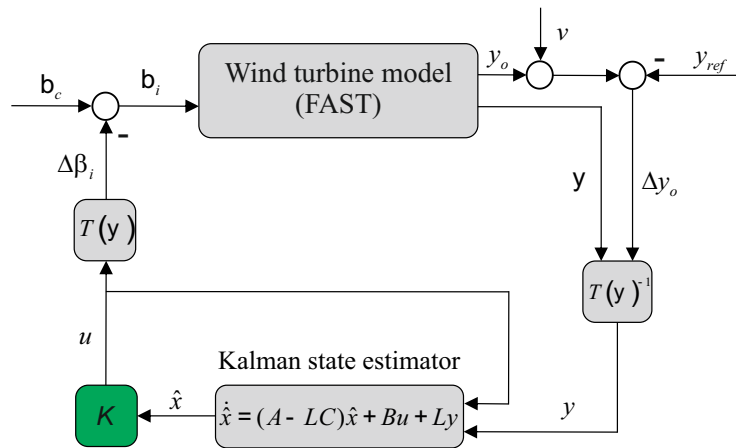 v
y_o
-
y_ref
Wind turbine model
(FAST)
b_c
b_i
-
Δβ_i
y
Δy_o
T(y)
T(y)^-1
u
Kalman state estimator
K
x̂
x̂̇ = (A - LC)x̂ + Bu + Ly
y